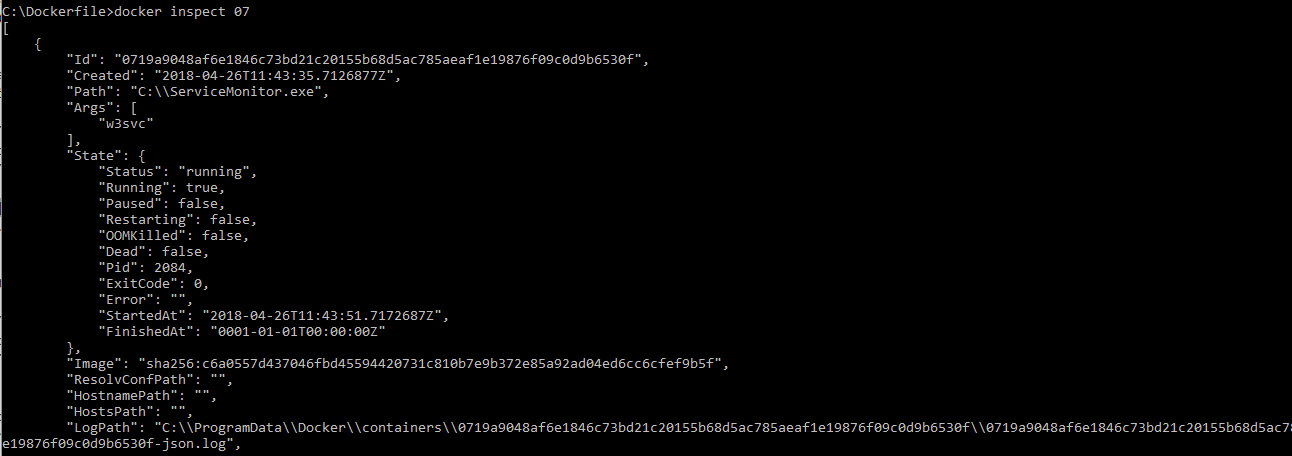 C:\Dockerfile>docker inspect 07
[
    {
        "Id": "0719a9048af6e1846c73bd21c20155b68d5ac785aeaf1e19876f09c0d9b6530f",
        "Created": "2018-04-26T11:43:35.7126877Z",
        "Path": "C:\\ServiceMonitor.exe",
        "Args": [
            "w3svc"
        ],
        "State": {
            "Status": "running",
            "Running": true,
            "Paused": false,
            "Restarting": false,
            "OOMKilled": false,
            "Dead": false,
            "Pid": 2084,
            "ExitCode": 0,
            "Error": "",
            "StartedAt": "2018-04-26T11:43:51.7172687Z",
            "FinishedAt": "0001-01-01T00:00:00Z"
        },
        "Image": "sha256:c6a0557d437046fbd45594420731c810b7e9b372e85a92ad04ed6cc6cfef9b5f",
        "ResolvConfPath": "",
        "HostnamePath": "",
        "HostsPath": "",
        "LogPath": "C:\\ProgramData\\Docker\\containers\\0719a9048af6e1846c73bd21c20155b68d5ac785aeaf1e19876f09c0d9b6530f\\0719a9048af6e1846c73bd21c20155b68d5ac78
e19876f09c0d9b6530f-json.log",